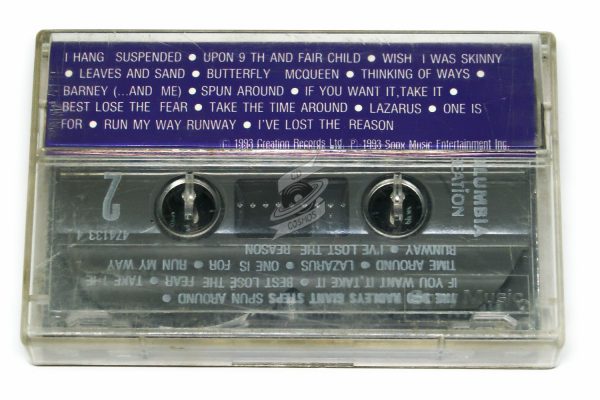 I HANG SUSPENDED • UPON 9 TH AND FAIR CHILD • WISH I WAS SKINNY
• LEAVES AND SAND • BUTTERFLY MCQUEEN • THINKING OF WAYS •
BARNEY (...AND ME) • SPUN AROUND • IF YOU WANT IT,TAKE IT •
BEST LOSE THE FEAR • TAKE THE TIME AROUND • LAZARUS • ONE IS
FOR • RUN MY WAY RUNWAY • I'VE LOST THE REASON
© 1993 Creation Records Ltd. ℗ 1993 Sony Music Entertainment Inc.
CD
COSMOS
COLUMBIA
CREATION
2
474133 4
THE BOO RADLEYS GIANT STEPS SPUN AROUND •
IF YOU WANT IT,TAKE IT • BEST LOSE THE FEAR • TAKE THE
TIME AROUND • LAZARUS • ONE IS FOR • RUN MY WAY
RUNWAY • I'VE LOST THE REASON
Music